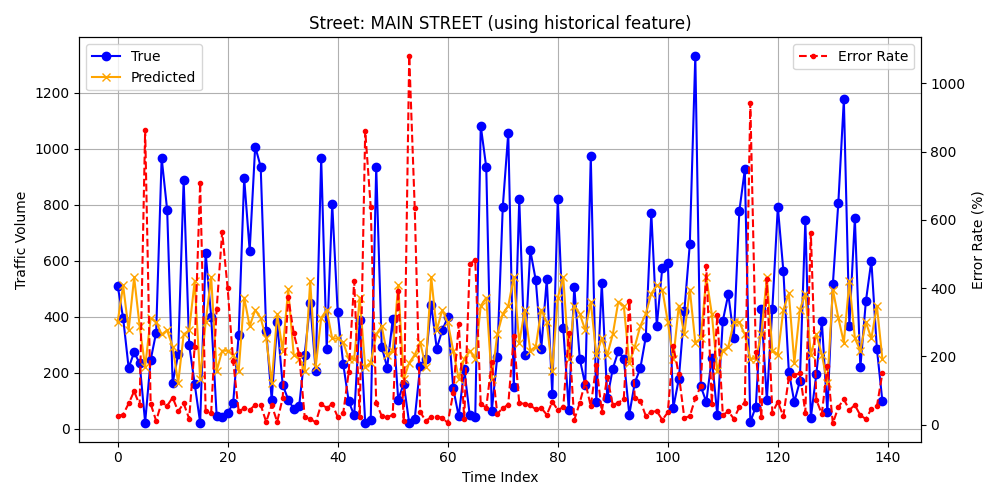 Street: MAIN STREET (using historical feature)
True
Predicted
Error Rate
Traffic Volume
0
200
400
600
800
1000
1200
Error Rate (%)
0
200
400
600
800
1000
0 20 40 60 80 100 120 140
Time Index